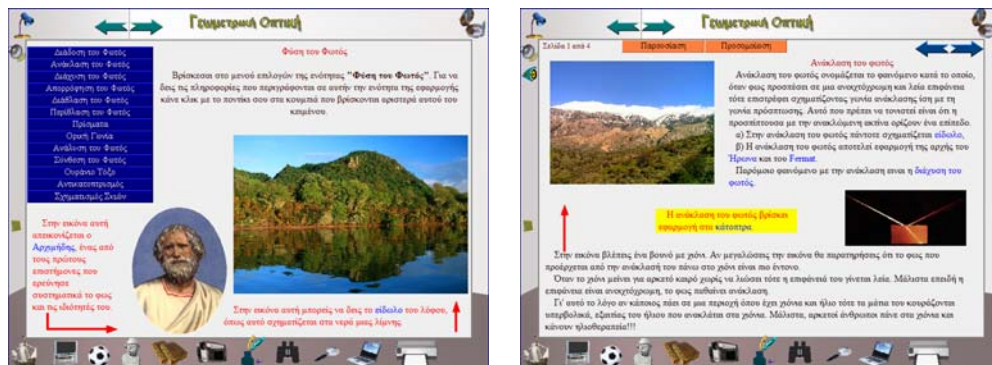 Γεωμετρική Οπτική
Διάδοση του Φωτός
Ανάκλαση του Φωτός
Διάχυση του Φωτός
Απορρόφηση του Φωτός
Διάθλαση του Φωτός
Περίθλαση του Φωτός
Πρίσματα
Ορική Γωνία
Ανάλυση του Φωτός
Σύνθεση του Φωτός
Ουράνιο Τόξο
Αντικατοπτρισμός
Σχηματισμός Σκιών
Φύση του Φωτός
Βρίσκεσαι στο μενού επιλογών της ενότητας "Φύση του Φωτός". Για να
δεις τις πληροφορίες που περιγράφονται σε αυτήν την ενότητα της εφαρμογής
κάνε κλικ με το ποντίκι σου στα κουμπιά που βρίσκονται αριστερά αυτού του
κειμένου.
Στην εικόνα αυτή
απεικονίζεται ο
Αρχιμήδης, ένας από
τους πρώτους
επιστήμονες που
ερεύνησε
συστηματικά το φως
και τις ιδιότητές του.
Στην εικόνα αυτή μπορείς να δεις το είδωλο του λόφου,
όπως αυτό σχηματίζεται στα νερά μιας λίμνης.
Γεωμετρική Οπτική
Σελίδα 1 από 4
Παρουσίαση
Προσομοίωση
Ανάκλαση του φωτός
Ανάκλαση του φωτός ονομάζεται το φαινόμενο κατά το οποίο,
όταν φως προσπέσει σε μια ανοιχτόχρωμη και λεία επιφάνεια
τότε επιστρέφει σχηματίζοντας γωνία ανάκλασης ίση με τη
γωνία πρόσπτωσης. Αυτό που πρέπει να τονιστεί είναι ότι η
προσπίπτουσα με την ανακλώμενη ακτίνα ορίζουν ένα επίπεδο.
α) Στην ανάκλαση του φωτός πάντοτε σχηματίζεται είδωλο,
β) Η ανάκλαση του φωτός αποτελεί εφαρμογή της αρχής του
Ήρωνα και του Fermat.
Παρόμοιο φαινόμενο με την ανάκλαση ειναι η διάχυση του
φωτός.
Η ανάκλαση του φωτός βρίσκει
εφαρμογή στα κάτοπτρα.
Στην εικόνα βλέπεις ένα βουνό με χιόνι. Αν μεγαλώσεις την εικόνα θα παρατηρήσεις ότι το φως που
προέρχεται από την ανάκλασή του πάνω στο χιόνι είναι πιο έντονο.
Όταν το χιόνι μείνει για αρκετό καιρό χωρίς να λιώσει τότε η επιφάνειά του γίνεται λεία. Μάλιστα επειδή η
επιφάνεια είναι ανοιχτόχρωμη, το φως παθαίνει ανάκλαση.
Γι' αυτό το λόγο αν κάποιος πάει σε μια περιοχή όπου έχει χιόνια και ήλιο τότε τα μάτια του κουράζονται
υπερβολικά, εξαιτίας του ήλιου που ανακλάται στα χιόνια. Μάλιστα, αρκετοί άνθρωποι πάνε στα χιόνια και
κάνουν ηλιοθεραπεία!!!